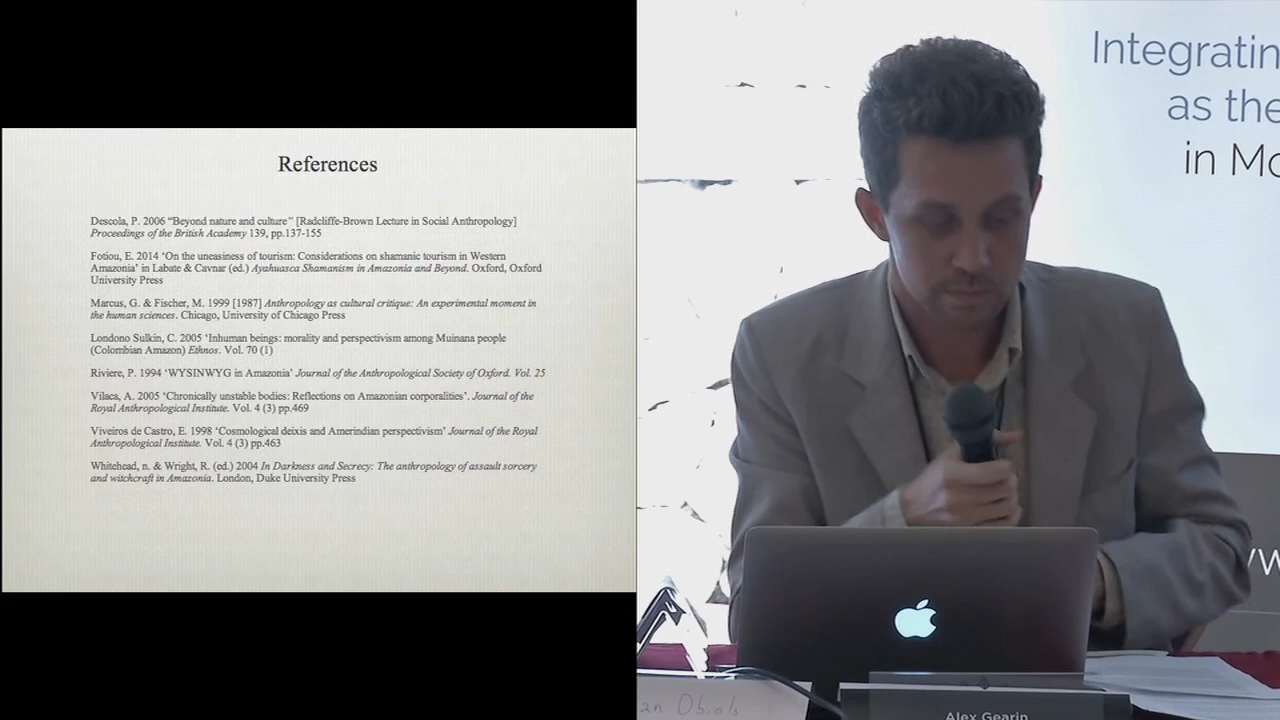 References
Descola, P. 2006 “Beyond nature and culture” [Radcliffe-Brown Lecture in Social Anthropology]
Proceedings of the British Academy 139, pp.137-155
Fotiou, E. 2014 ‘On the uneasiness of tourism: Considerations on shamanic tourism in Western
Amazonia’ in Labate & Cavnar (ed.) Ayahuasca Shamanism in Amazonia and Beyond. Oxford, Oxford
University Press
Marcus, G. & Fischer, M. 1999 [1987] Anthropology as cultural critique: An experimental moment in
the human sciences. Chicago, University of Chicago Press
Londono Sulkin, C. 2005 ‘Inhuman beings: morality and perspectivism among Muinana people
(Colombian Amazon) Ethnos. Vol. 70 (1)
Riviere, P. 1994 ‘WYSINWYG in Amazonia’ Journal of the Anthropological Society of Oxford. Vol. 25
Vilaca, A. 2005 ‘Chronically unstable bodies: Reflections on Amazonian corporalities’. Journal of the
Royal Anthropological Institute. Vol. 4 (3) pp.469
Viveiros de Castro, E. 1998 ‘Cosmological deixis and Amerindian perspectivism’ Journal of the Royal
Anthropological Institute. Vol. 4 (3) pp.463
Whitehead, n. & Wright, R. (ed.) 2004 In Darkness and Secrecy: The anthropology of assault sorcery
and witchcraft in Amazonia. London, Duke University Press
Integratin
as the
in Mo
an Obiols
Alex Gearin